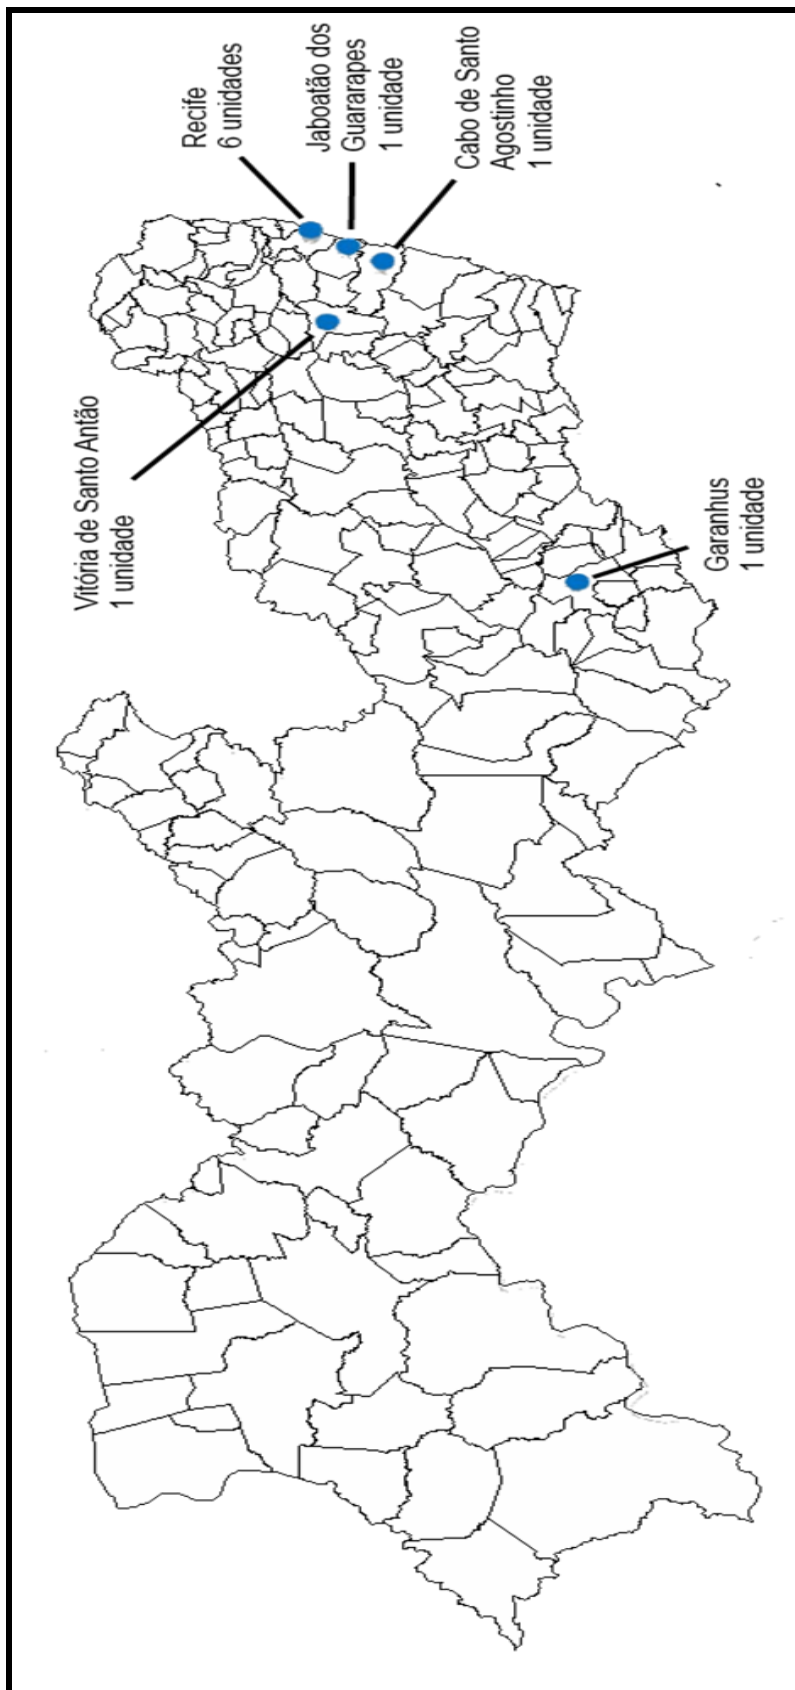 Vitória de Santo Antão
1 unidade
Recife
6 unidades
Jaboatão dos
Guararapes
1 unidade
Cabo de Santo
Agostinho
1 unidade
Garanhus
1 unidade